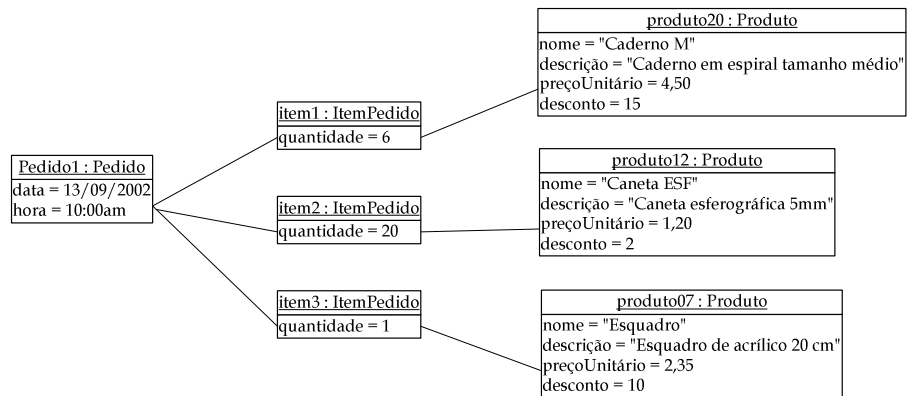 Pedido1 : Pedido
data = 13/09/2002
hora = 10:00am
item1 : ItemPedido
quantidade = 6
item2 : ItemPedido
quantidade = 20
item3 : ItemPedido
quantidade = 1
produto20 : Produto
nome = "Caderno M"
descrição = "Caderno em espiral tamanho médio"
preçoUnitário = 4,50
desconto = 15
produto12 : Produto
nome = "Caneta ESF"
descrição = "Caneta esferográfica 5mm"
preçoUnitário = 1,20
desconto = 2
produto07 : Produto
nome = "Esquadro"
descrição = "Esquadro de acrílico 20 cm"
preçoUnitário = 2,35
desconto = 10